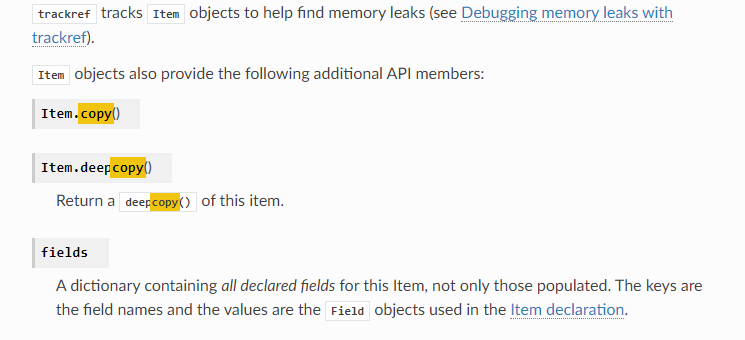 trackref tracks Item objects to help find memory leaks (see Debugging memory leaks with
trackref).
Item objects also provide the following additional API members:
Item.copy()
Item.deepcopy()
Return a deepcopy() of this item.
fields
A dictionary containing all declared fields for this Item, not only those populated. The keys are
the field names and the values are the Field objects used in the Item declaration.